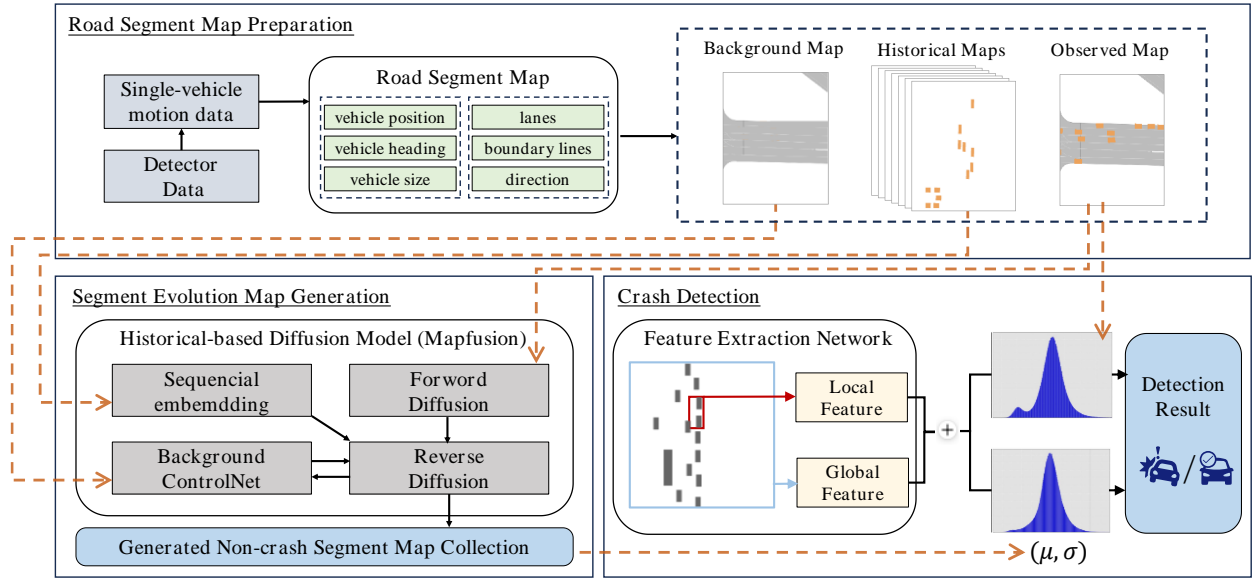 Road Segment Map Preparation
Single-vehicle
motion data
Detector
Data
Road Segment Map
vehicle position
vehicle heading
vehicle size
lanes
boundary lines
direction
Background Map
Historical Maps
Observed Map
Segment Evolution Map Generation
Historical-based Diffusion Model (Mapfusion)
Sequencial
embemdding
Forword
Diffusion
Background
ControlNet
Reverse
Diffusion
Generated Non-crash Segment Map Collection
Crash Detection
Feature Extraction Network
Local
Feature
Global
Feature
+
(μ, σ)
Detection
Result
/